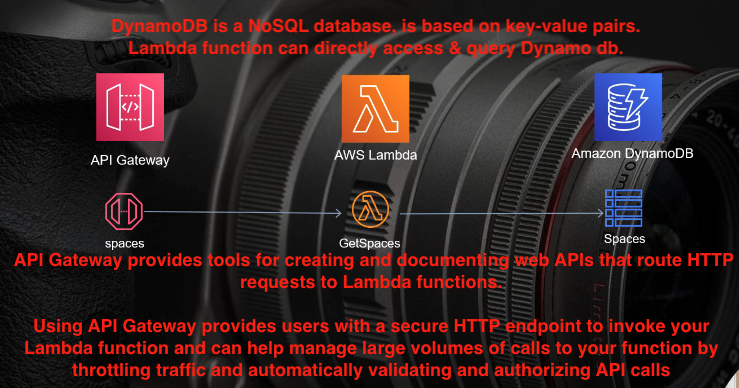 DynamoDB is a NoSQL database, is based on key-value pairs.
Lambda function can directly access & query Dynamo db.
API Gateway
AWS Lambda
Amazon DynamoDB
spaces
GetSpaces
Spaces
API Gateway provides tools for creating and documenting web APIs that route HTTP
requests to Lambda functions.
Using API Gateway provides users with a secure HTTP endpoint to invoke your
Lambda function and can help manage large volumes of calls to your function by
throttling traffic and automatically validating and authorizing API calls